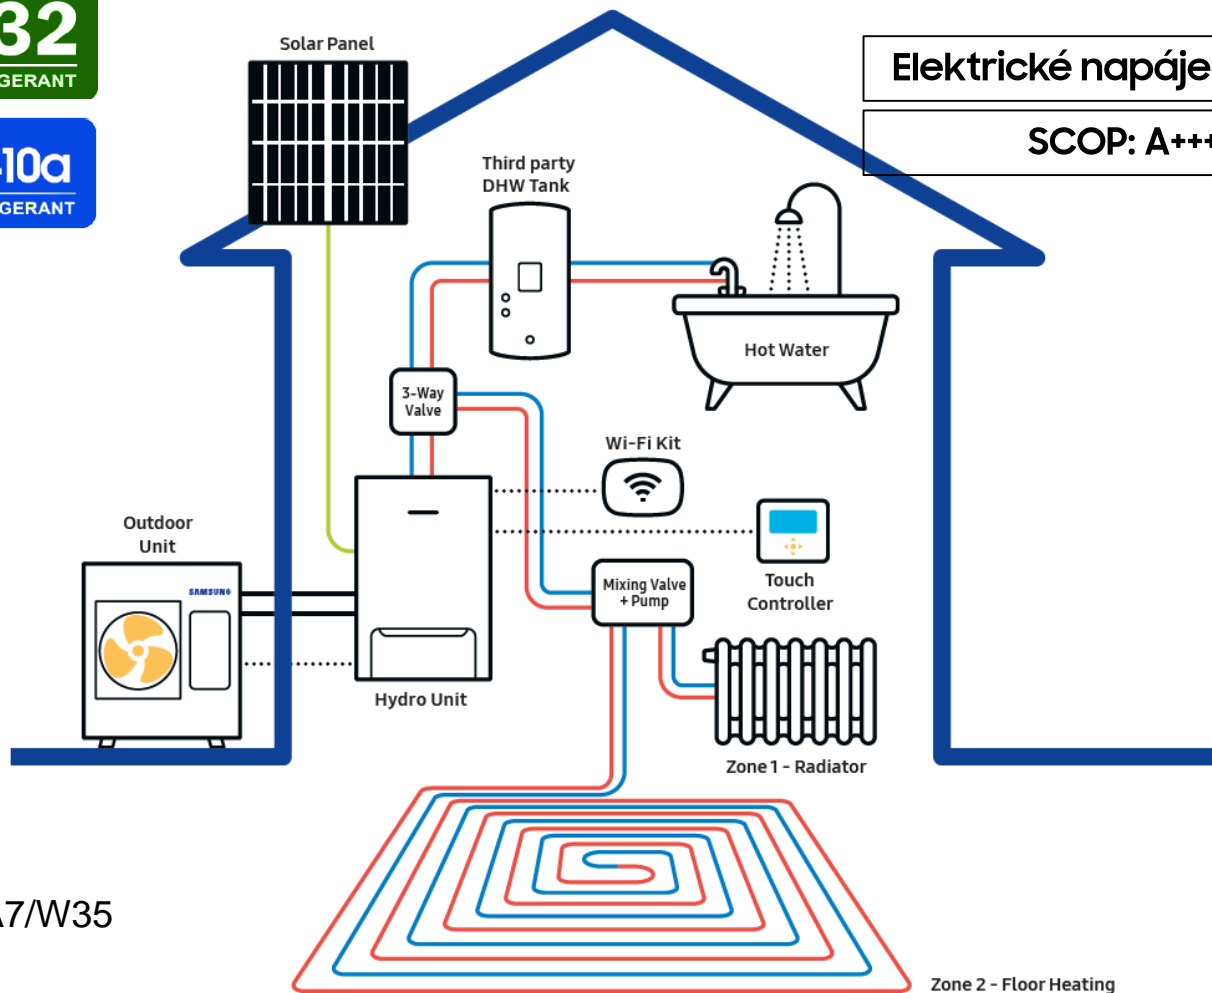 32
GERANT
10a
GERANT
Solar Panel
Elektrické napáje
SCOP: A+++
Third party
DHW Tank
Hot Water
3-Way
Valve
Wi-Fi Kit
Outdoor
Unit
SAMSUNG
Mixing Valve
+ Pump
Touch
Controller
Hydro Unit
Zone 1 - Radiator
A7/W35
Zone 2 - Floor Heating